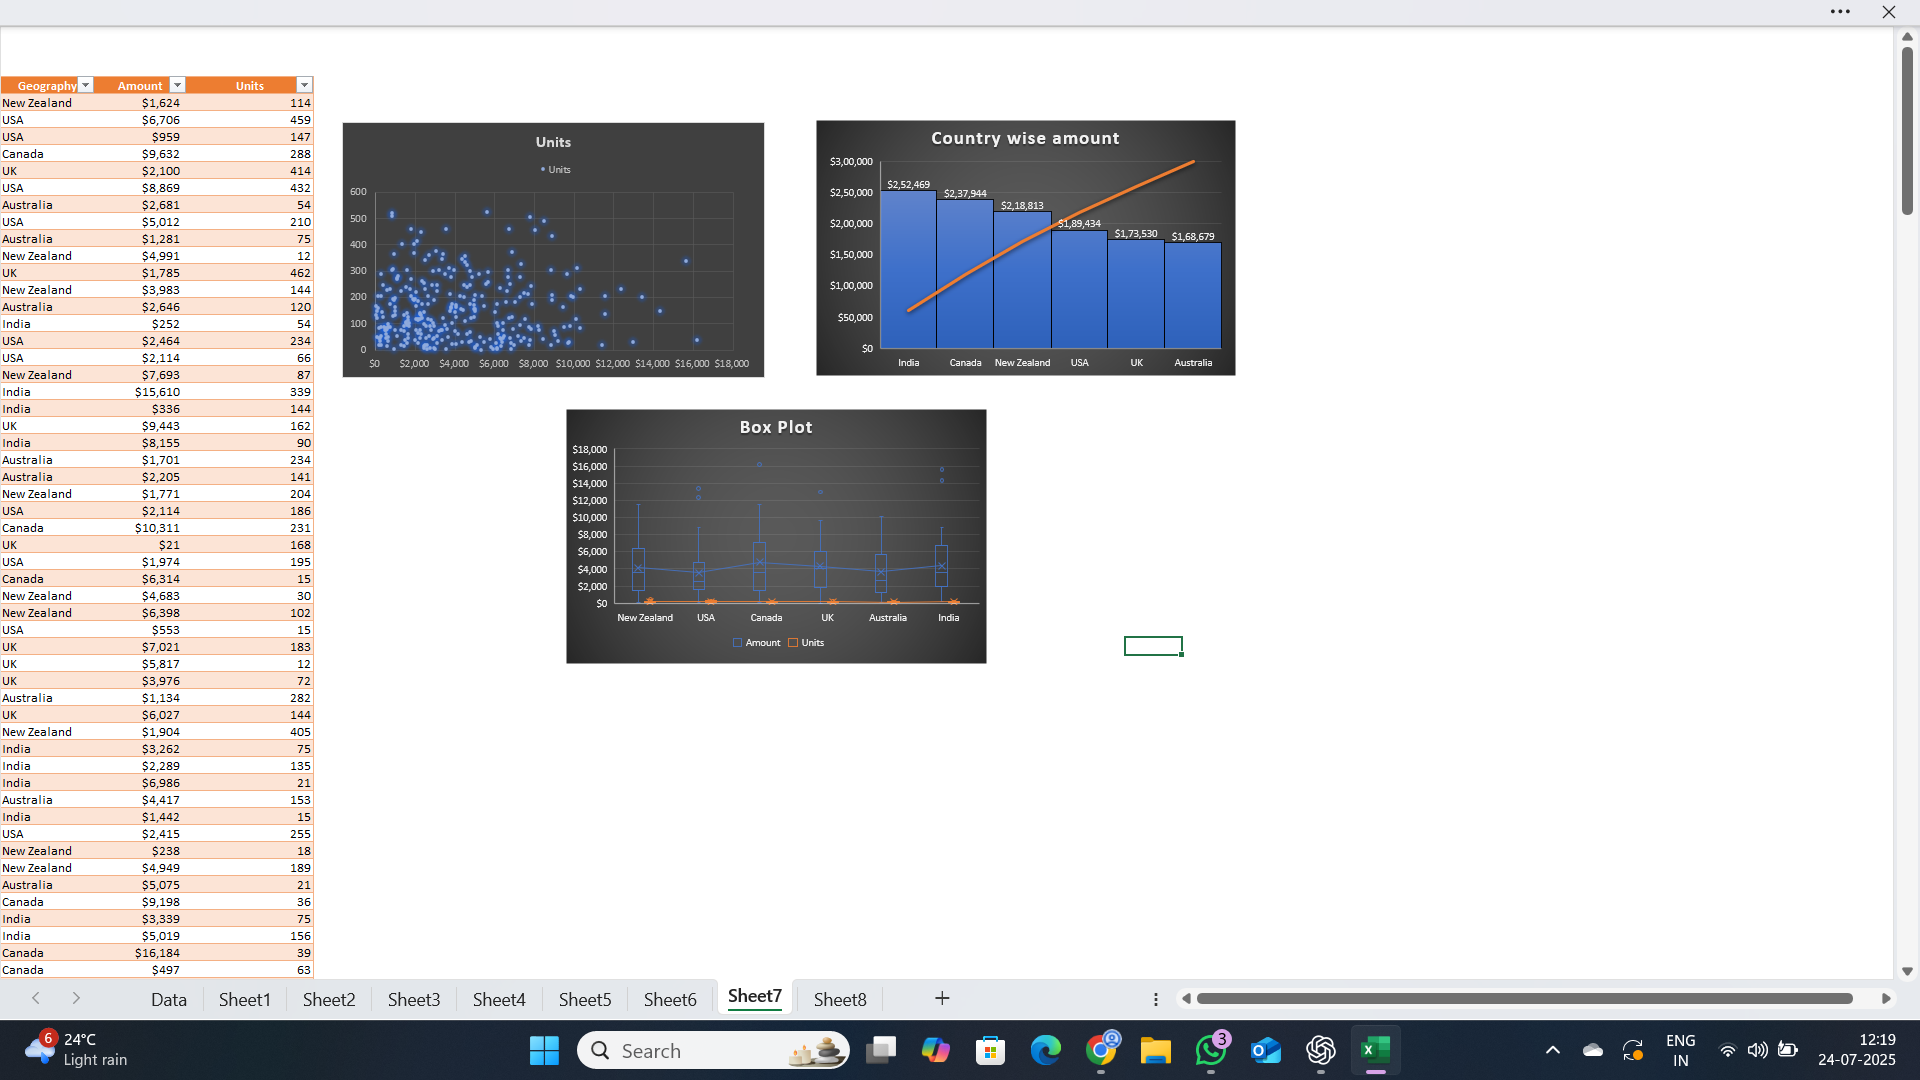 Geography Amount Units
New Zealand $1,624 114
USA $6,706 459
USA $959 147
Canada $9,632 288
UK $2,100 414
USA $8,869 432
Australia $2,681 54
USA $5,012 210
Australia $1,281 75
New Zealand $4,991 12
UK $1,785 462
New Zealand $3,983 144
Australia $2,646 120
India $252 54
USA $2,464 234
USA $2,114 66
New Zealand $7,693 87
India $15,610 339
India $336 144
UK $9,443 162
India $8,155 90
Australia $1,701 234
Australia $2,205 141
New Zealand $1,771 204
USA $2,114 186
Canada $10,311 231
UK $21 168
USA $1,974 195
Canada $6,314 15
New Zealand $4,683 30
New Zealand $6,398 102
USA $553 15
UK $7,021 183
UK $5,817 12
UK $3,976 72
Australia $1,134 282
UK $6,027 144
New Zealand $1,904 405
India $3,262 75
India $2,289 135
India $6,986 21
Australia $4,417 153
India $1,442 15
USA $2,415 255
New Zealand $238 18
New Zealand $4,949 189
Australia $5,075 21
Canada $9,198 36
India $3,339 75
India $5,019 156
Canada $16,184 39
Canada $497 63
Units
Units
600
500
400
300
200
100
0
$0 $2,000 $4,000 $6,000 $8,000 $10,000 $12,000 $14,000 $16,000 $18,000
Country wise amount
$3,00,000
$2,50,000
$2,00,000
$1,50,000
$1,00,000
$50,000
$0
$2,52,469
$2,37,944
$2,18,813
$1,89,434
$1,73,530
$1,68,679
India Canada New Zealand USA UK Australia
Box Plot
$18,000
$16,000
$14,000
$12,000
$10,000
$8,000
$6,000
$4,000
$2,000
$0
New Zealand USA Canada UK Australia India
Amount Units
Data Sheet1 Sheet2 Sheet3 Sheet4 Sheet5 Sheet6 Sheet7 Sheet8
6
24°C
Light rain
Search
3
ENG
IN
12:19
24-07-2025